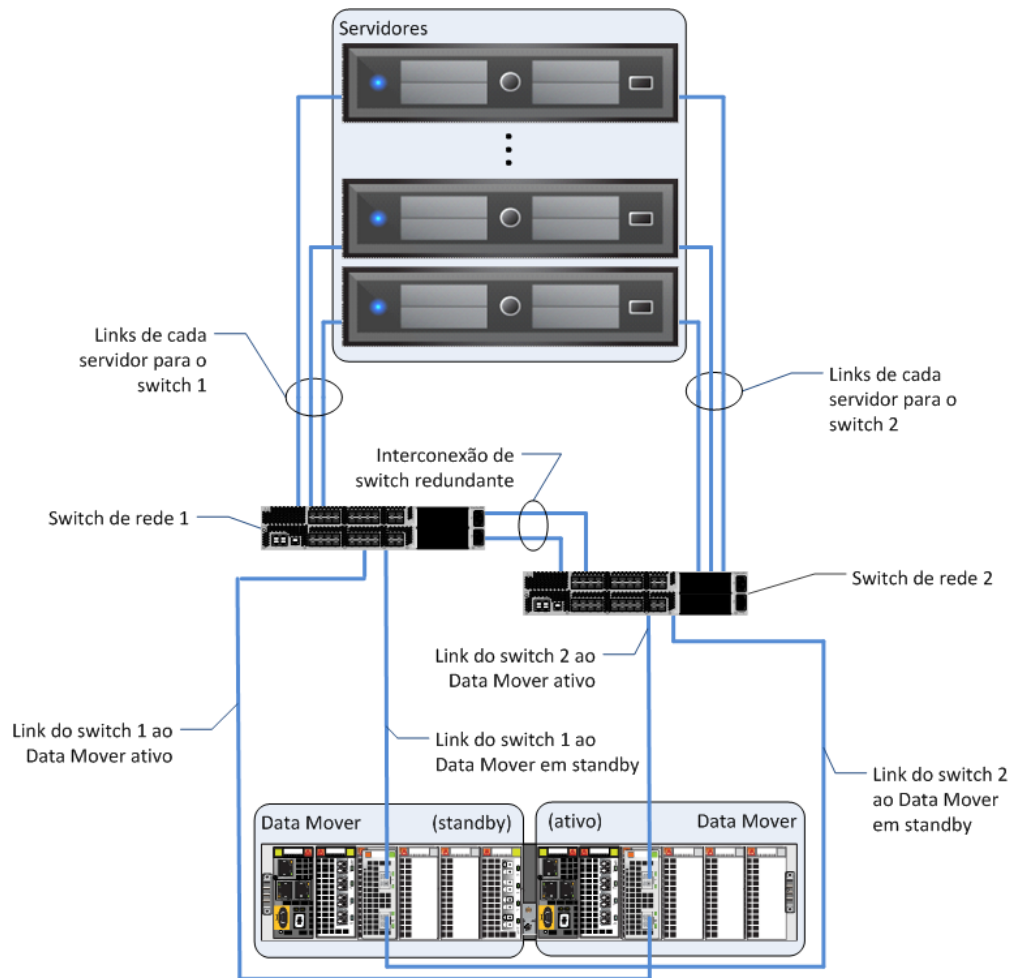 Servidores
Links de cada
servidor para o
switch 1
Links de cada
servidor para o
switch 2
Interconexão de
switch redundante
Switch de rede 1
Switch de rede 2
Link do switch 2 ao
Data Mover ativo
Link do switch 1 ao
Data Mover ativo
Link do switch 1 ao
Data Mover em standby
Link do switch 2
ao Data Mover
em standby
Data Mover (standby)
(ativo) Data Mover